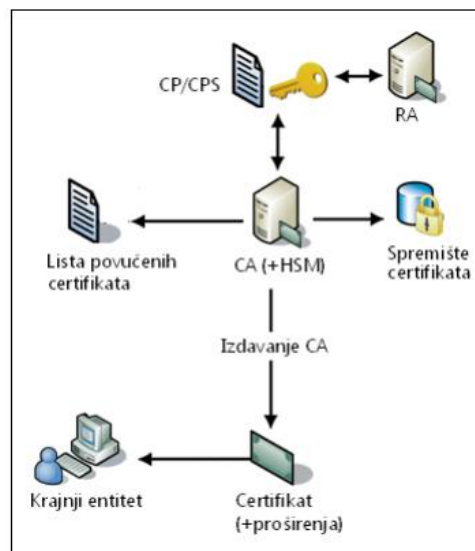 CP/CPS
RA
Lista povučenih
certifikata
CA (+HSM)
Spremište
certifikata
Izdavanje CA
Krajnji entitet
Certifikat
(+proširenja)